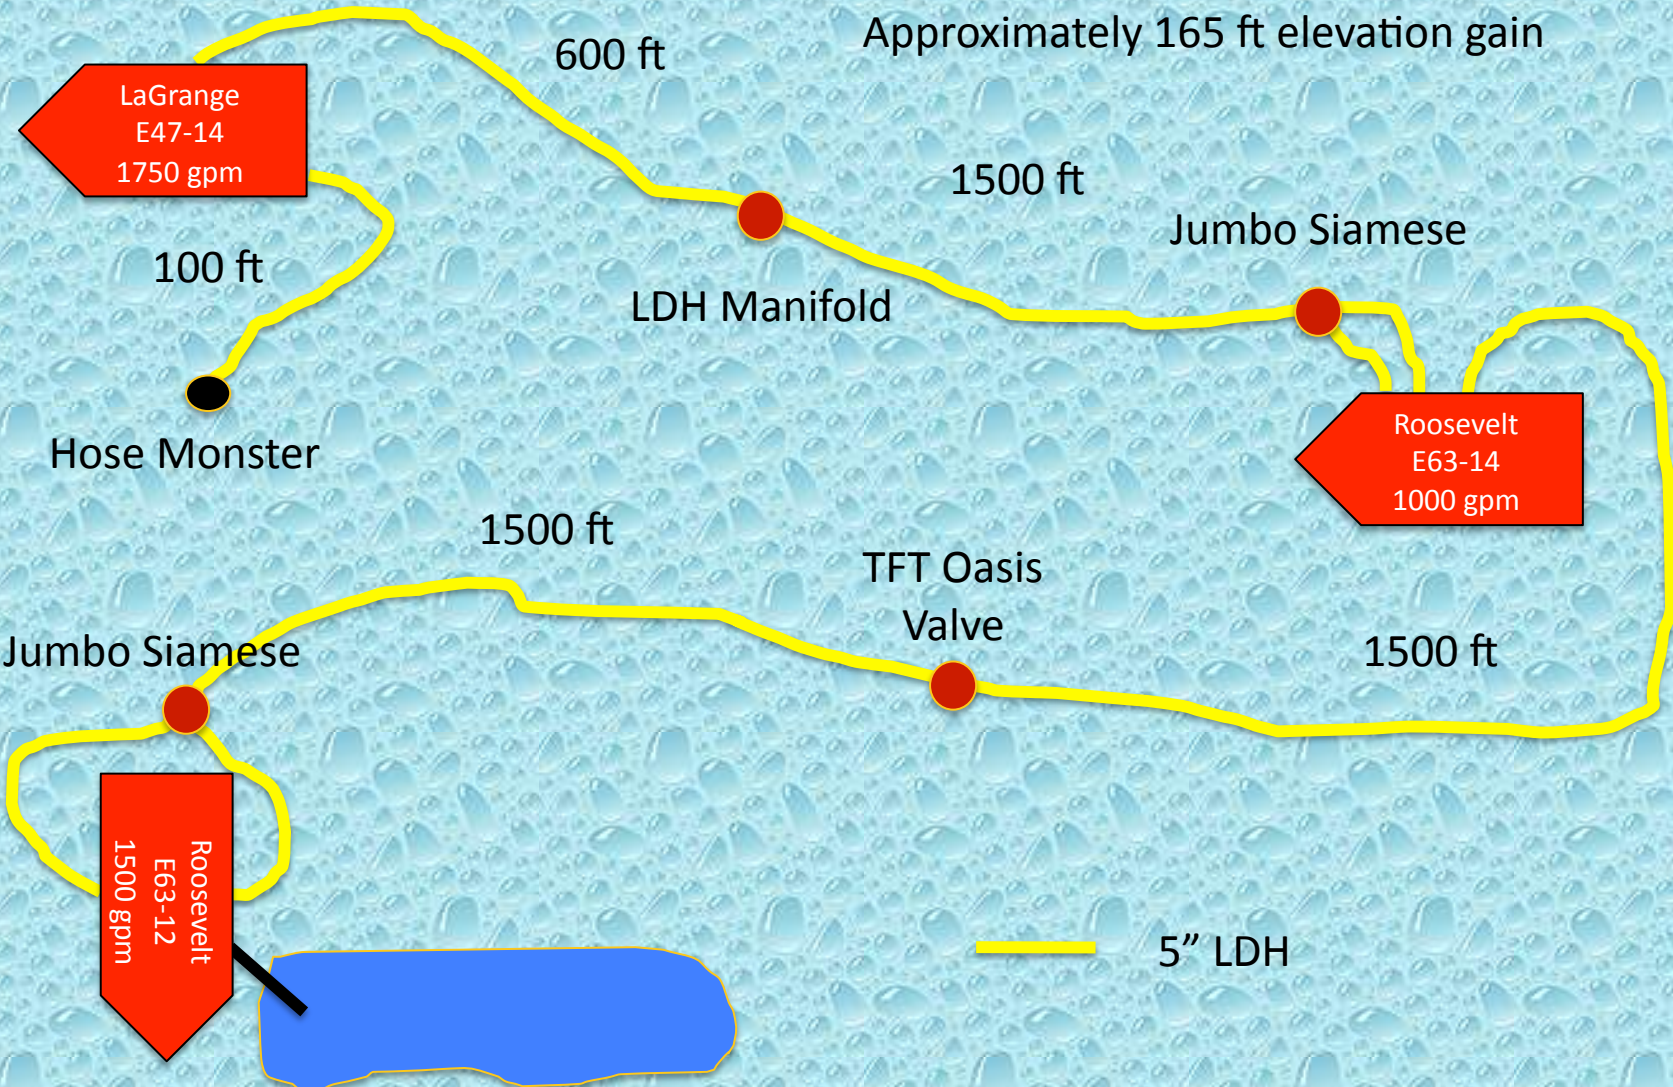 Approximately 165 ft elevation gain
600 ft
LaGrange
E47-14
1750 gpm
1500 ft
Jumbo Siamese
100 ft
LDH Manifold
Hose Monster
Roosevelt
E63-14
1000 gpm
1500 ft
TFT Oasis
Valve
1500 ft
Jumbo Siamese
Roosevelt
E63-12
1500 gpm
5” LDH